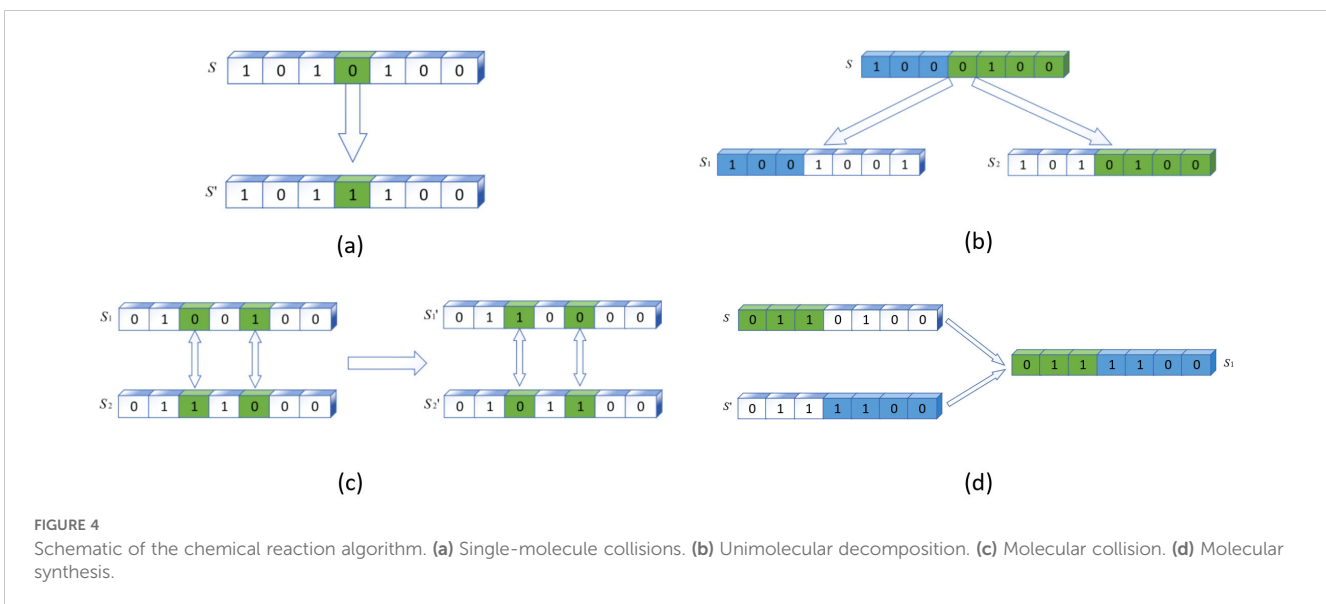 S 1 0 1 0 1 0 0
S' 1 0 1 1 1 0 0
(a)
S 1 0 0 0 1 0 0
S1 1 0 0 1 0 0 1
S2 1 0 1 0 1 0 0
(b)
S1 0 1 0 0 1 0 0
S1' 0 1 1 0 0 0 0
S2 0 1 1 1 0 0 0
S2' 0 1 0 1 1 0 0
(c)
S 0 1 1 0 1 0 0
0 1 1 1 1 0 0 S1
S' 0 1 1 1 1 0 0
(d)
FIGURE 4
Schematic of the chemical reaction algorithm. (a) Single-molecule collisions. (b) Unimolecular decomposition. (c) Molecular collision. (d) Molecular
synthesis.